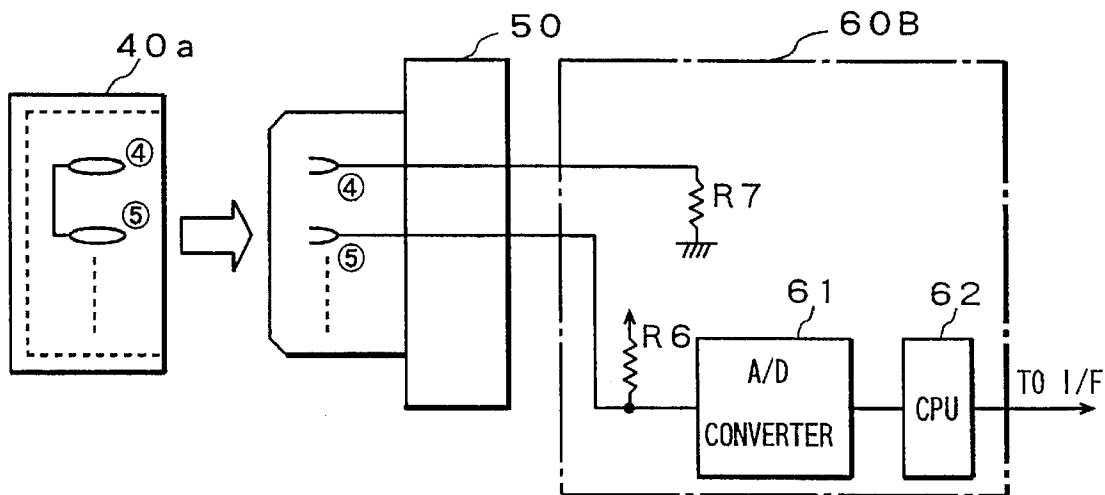 40a
50
60B
④
⑤
④
⑤
R7
R6
61
62
A/D
CONVERTER
CPU
TO I/F